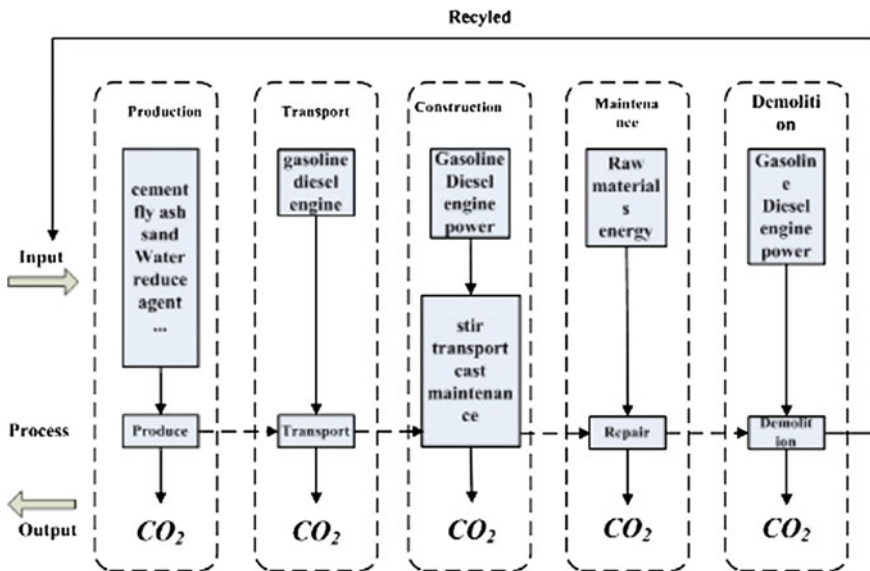 Recyled
Production
Transport
Construction
Maintena
nce
Demoliti
on
cement
fly ash
sand
Water
reduce
agent
...
gasoline
diesel
engine
Gasoline
Diesel
engine
power
Raw
material
s
energy
Gasolin
e
Diesel
engine
power
Input
stir
transport
cast
maintenan
ce
Process
Produce
Transport
Repair
Demolit
ion
Output
CO2
CO2
CO2
CO2
CO2